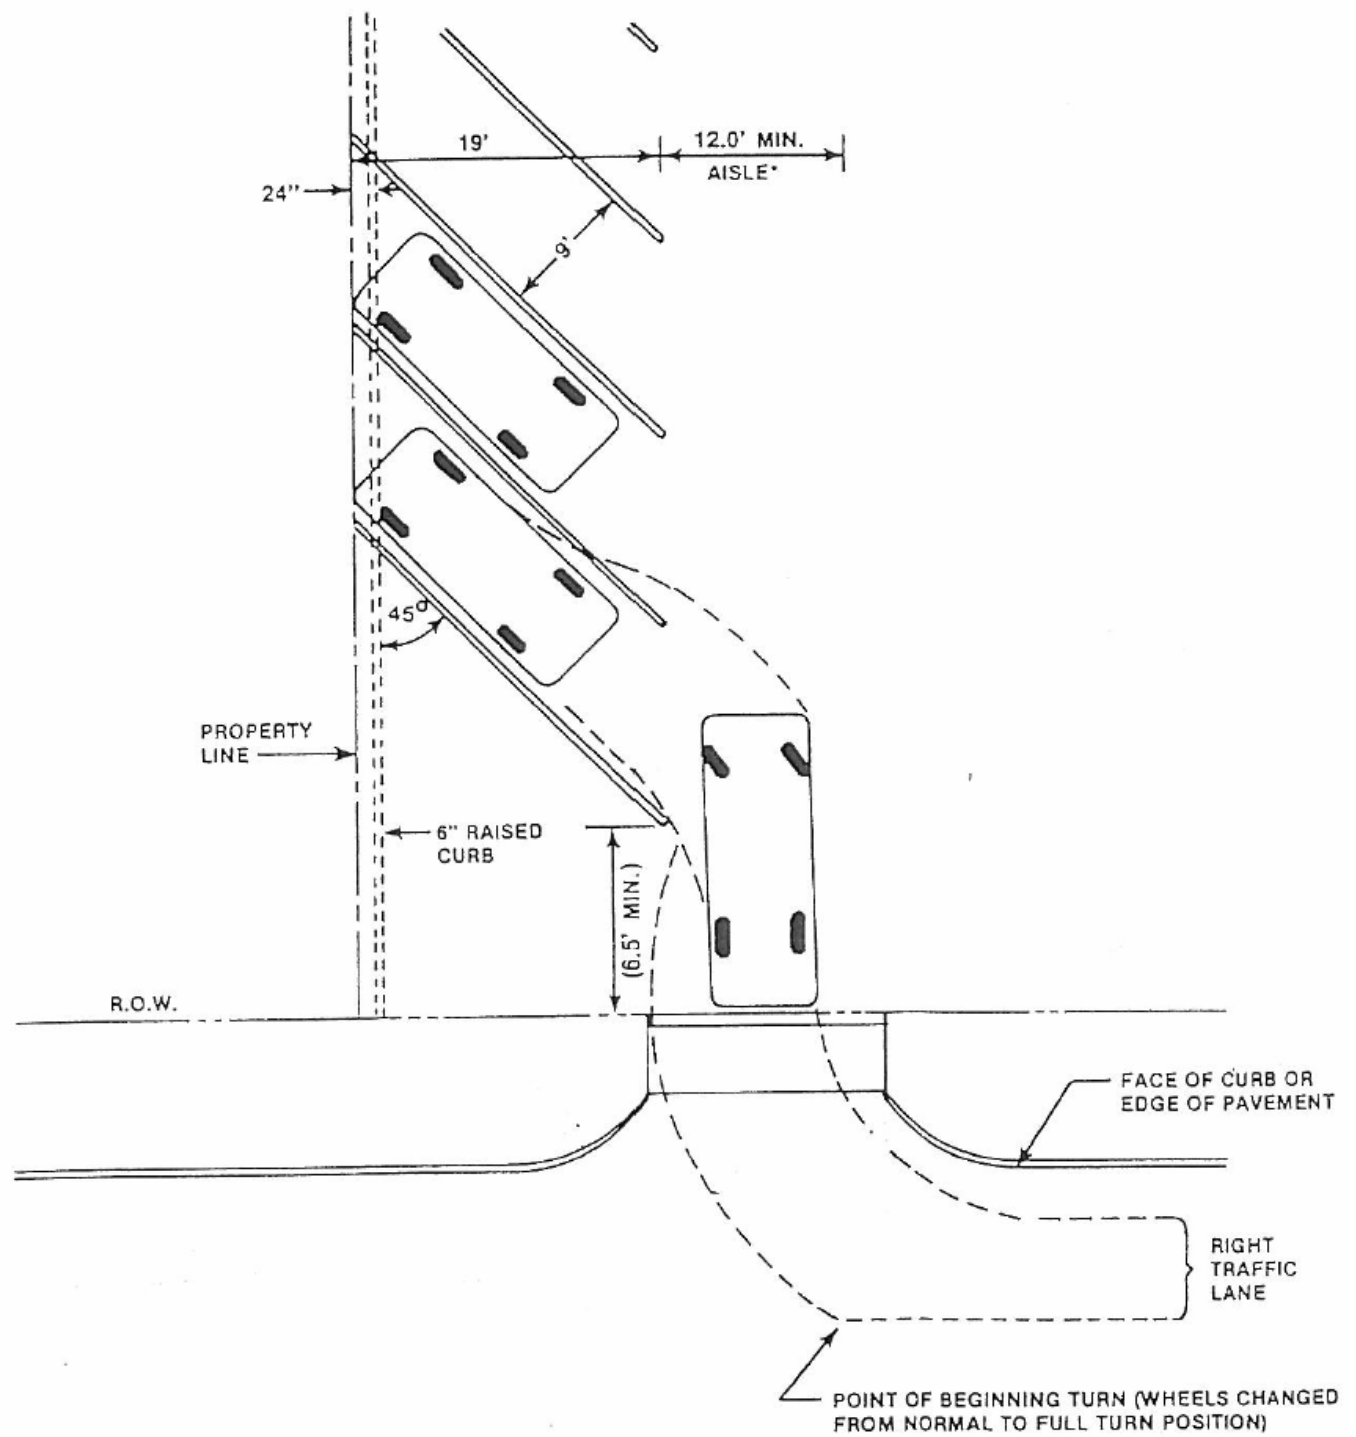 19'
12.0' MIN.
AISLE*
24"
9'
45°
PROPERTY
LINE
6" RAISED
CURB
(6.5' MIN.)
R.O.W.
FACE OF CURB OR
EDGE OF PAVEMENT
RIGHT
TRAFFIC
LANE
POINT OF BEGINNING TURN (WHEELS CHANGED
FROM NORMAL TO FULL TURN POSITION)